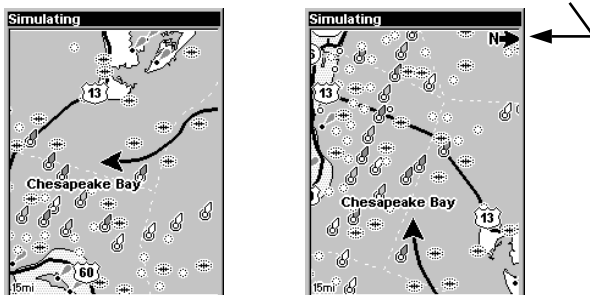 Simulating
13
Chesapeake Bay
60
15mi
Simulating
N
13
Chesapeake Bay
13
15mi